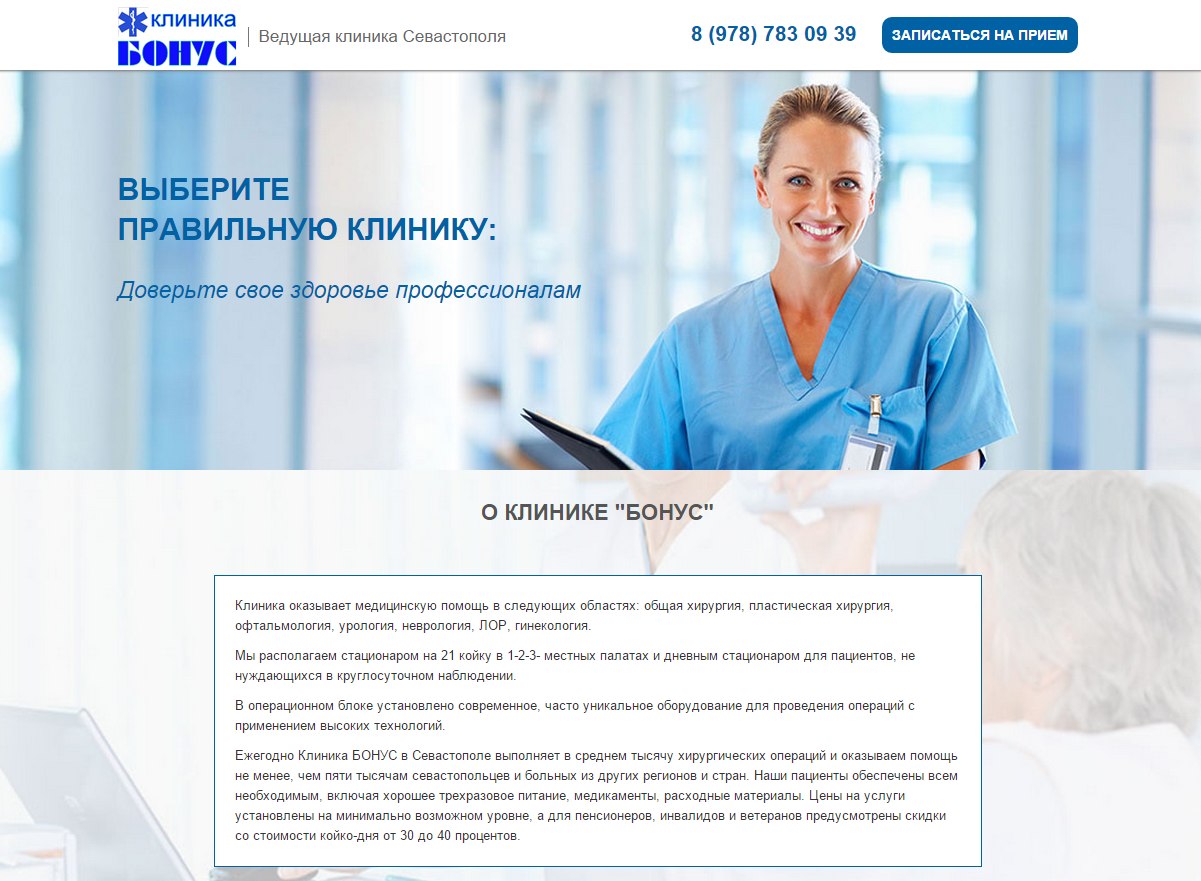 клиника
БОНУС
Ведущая клиника Севастополя
8 (978) 783 09 39
ЗАПИСАТЬСЯ НА ПРИЕМ
ВЫБЕРИТЕ
ПРАВИЛЬНУЮ КЛИНИКУ:
Доверьте свое здоровье профессионалам
О КЛИНИКЕ "БОНУС"
Клиника оказывает медицинскую помощь в следующих областях: общая хирургия, пластическая хирургия,
офтальмология, урология, неврология, ЛОР, гинекология.
Мы располагаем стационаром на 21 койку в 1-2-3- местных палатах и дневным стационаром для пациентов, не
нуждающихся в круглосуточном наблюдении.
В операционном блоке установлено современное, часто уникальное оборудование для проведения операций с
применением высоких технологий.
Ежегодно Клиника БОНУС в Севастополе выполняет в среднем тысячу хирургических операций и оказываем помощь
не менее, чем пяти тысячам севастопольцев и больных из других регионов и стран. Наши пациенты обеспечены всем
необходимым, включая хорошее трехразовое питание, медикаменты, расходные материалы. Цены на услуги
установлены на минимально возможном уровне, а для пенсионеров, инвалидов и ветеранов предусмотрены скидки
со стоимости койко-дня от 30 до 40 процентов.